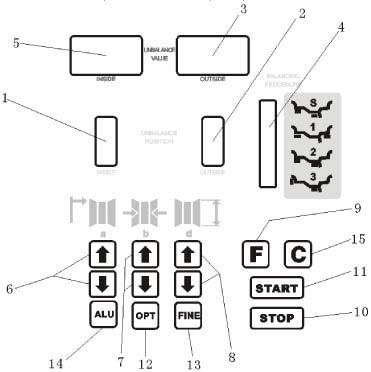 3
2
5
4
UNBALANCE
VALUE
INSIDE
OUTSIDE
BALANCING
PROCEDURE
1
S
UNBALANCE
POSITION
1
2
INSIDE
OUTSIDE
3
a
b
d
9
F
C
15
6
11
START
ALU
OPT
FINE
STOP
10
14
7
12
13
8